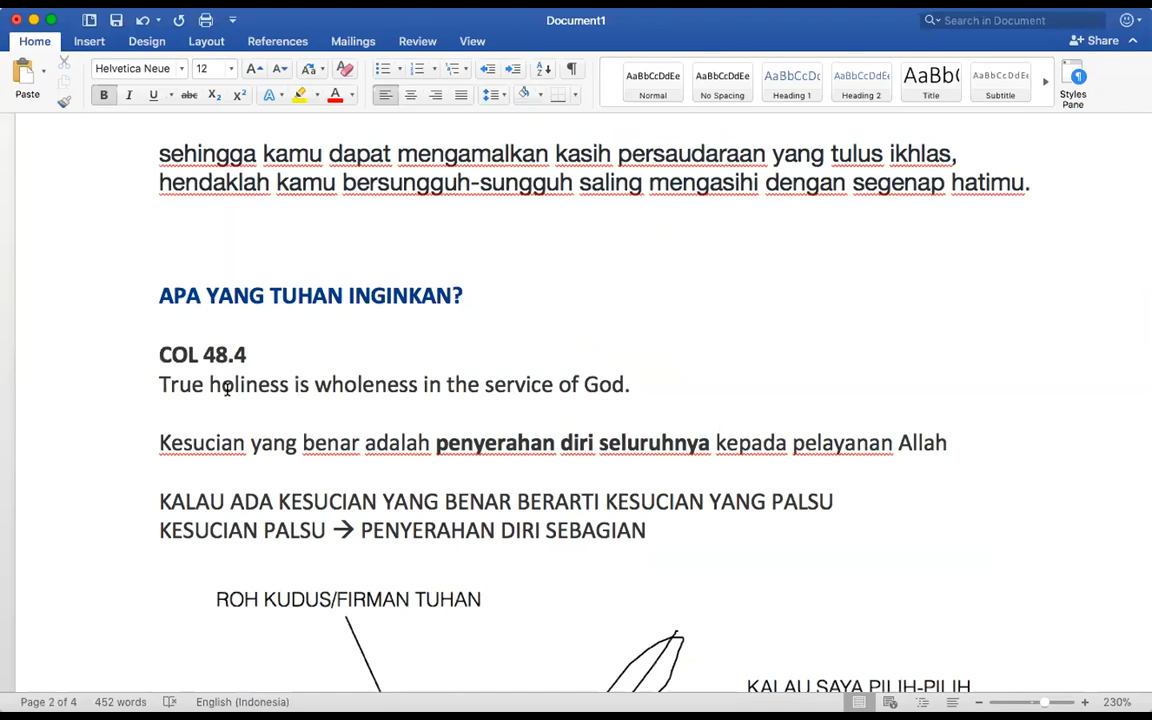 Document1
Search in Document
Home Insert Design Layout References Mailings Review View
Share
Paste
Helvetica Neue 12
B I U abc X2 X2
AaBbCcDdEe AaBbCcDdEe AaBbCcDc AaBbCcDdEe AaBb( AaBbCcDdEe
Normal No Spacing Heading 1 Heading 2 Title Subtitle
Styles Pane
sehingga kamu dapat mengamalkan kasih persaudaraan yang tulus ikhlas,
hendaklah kamu bersungguh-sungguh saling mengasihi dengan segenap hatimu.
APA YANG TUHAN INGINKAN?
COL 48.4
True holiness is wholeness in the service of God.
Kesucian yang benar adalah penyerahan diri seluruhnya kepada pelayanan Allah
KALAU ADA KESUCIAN YANG BENAR BERARTI KESUCIAN YANG PALSU
KESUCIAN PALSU → PENYERAHAN DIRI SEBAGIAN
ROH KUDUS/FIRMAN TUHAN
KALAU SAYA PILIH-PILIH
Page 2 of 4 452 words English (Indonesia) 230%